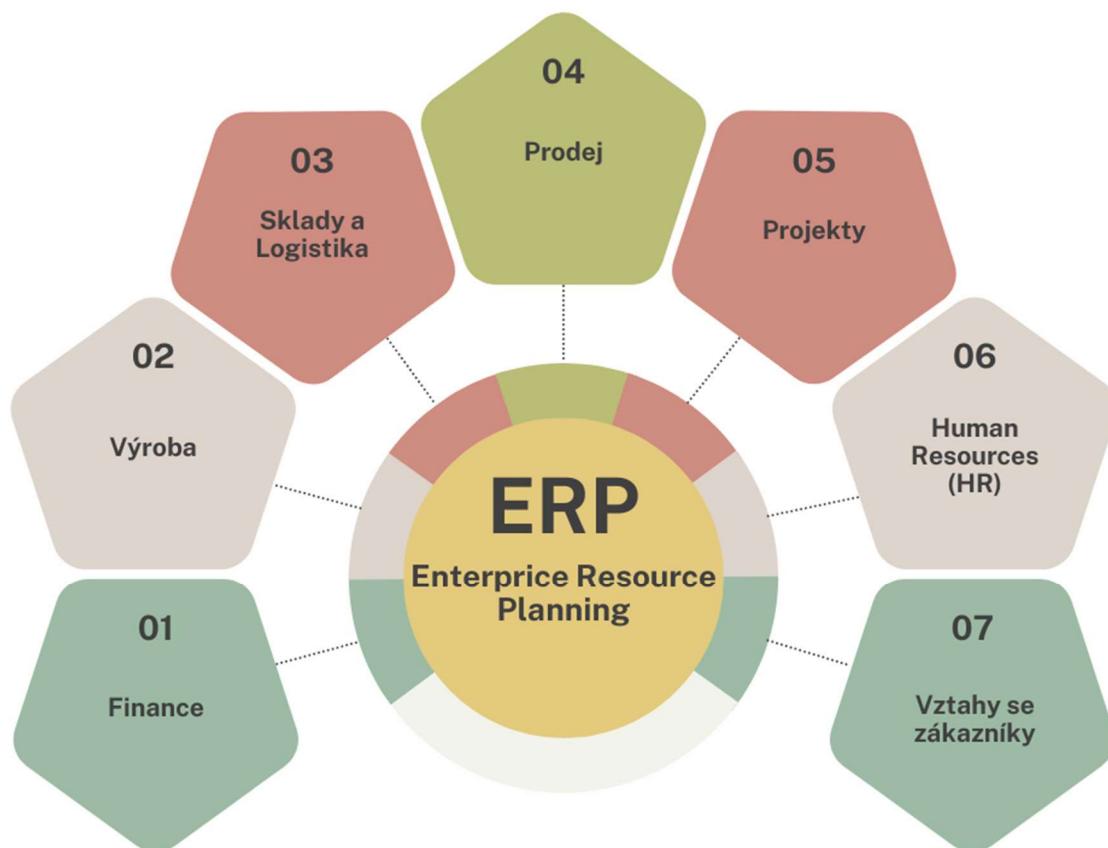 04
Prodej
03
Sklady a
Logistika
05
Projekty
02
Výroba
06
Human
Resources
(HR)
ERP
Enterprice Resource
Planning
01
Finance
07
Vztahy se
zákazníky